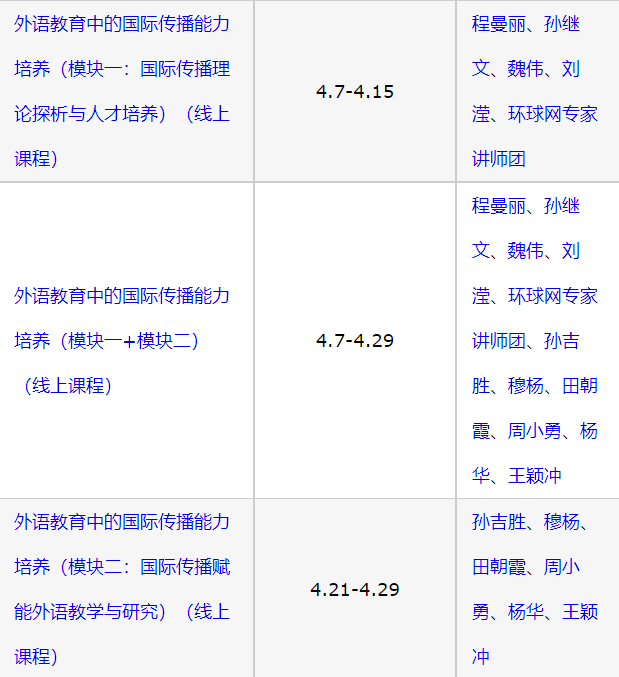 外语教育中的国际传播能力
培养（模块一：国际传播理
论探析与人才培养）（线上
课程）
4.7-4.15
程曼丽、孙继
文、魏伟、刘
滢、环球网专家
讲师团
外语教育中的国际传播能力
培养（模块一+模块二）
（线上课程）
4.7-4.29
程曼丽、孙继
文、魏伟、刘
滢、环球网专家
讲师团、孙吉
胜、穆杨、田朝
霞、周小勇、杨
华、王颖冲
外语教育中的国际传播能力
培养（模块二：国际传播赋
能外语教学与研究）（线上
课程）
4.21-4.29
孙吉胜、穆杨、
田朝霞、周小
勇、杨华、王颖
冲